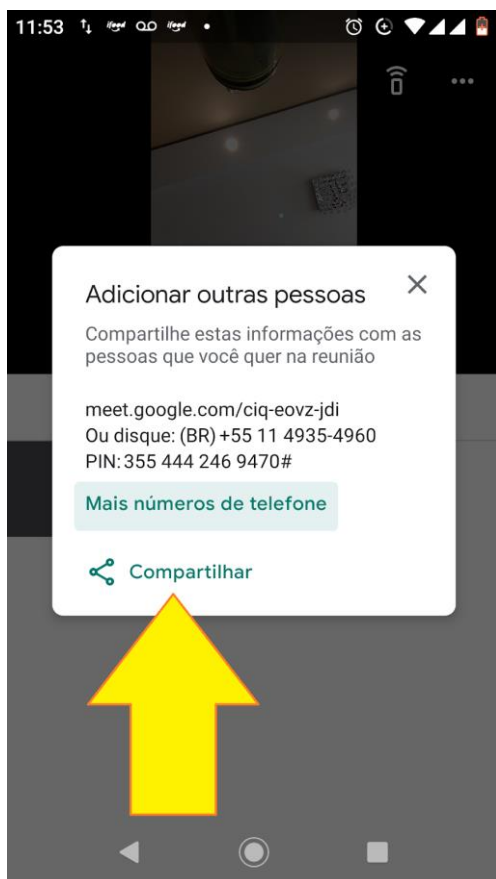 11:53 ifood ifood
Adicionar outras pessoas
Compartilhe estas informações com as
pessoas que você quer na reunião
meet.google.com/ciq-eovz-jdi
Ou disque: (BR) +55 11 4935-4960
PIN: 355 444 246 9470#
Mais números de telefone
Compartilhar